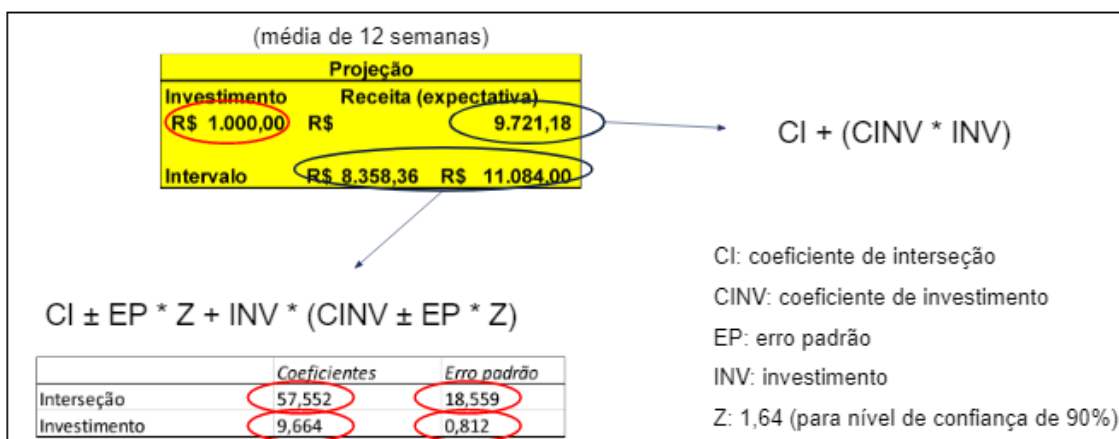 (média de 12 semanas)
Projeção
Investimento Receita (expectativa)
R$ 1.000,00 R$ 9.721,18
Intervalo R$ 8.358,36 R$ 11.084,00
CI + (CINV * INV)
CI ± EP * Z + INV * (CINV ± EP * Z)
Coeficientes Erro padrão
Interseção 57,552 18,559
Investimento 9,664 0,812
CI: coeficiente de interseção
CINV: coeficiente de investimento
EP: erro padrão
INV: investimento
Z: 1,64 (para nível de confiança de 90%)